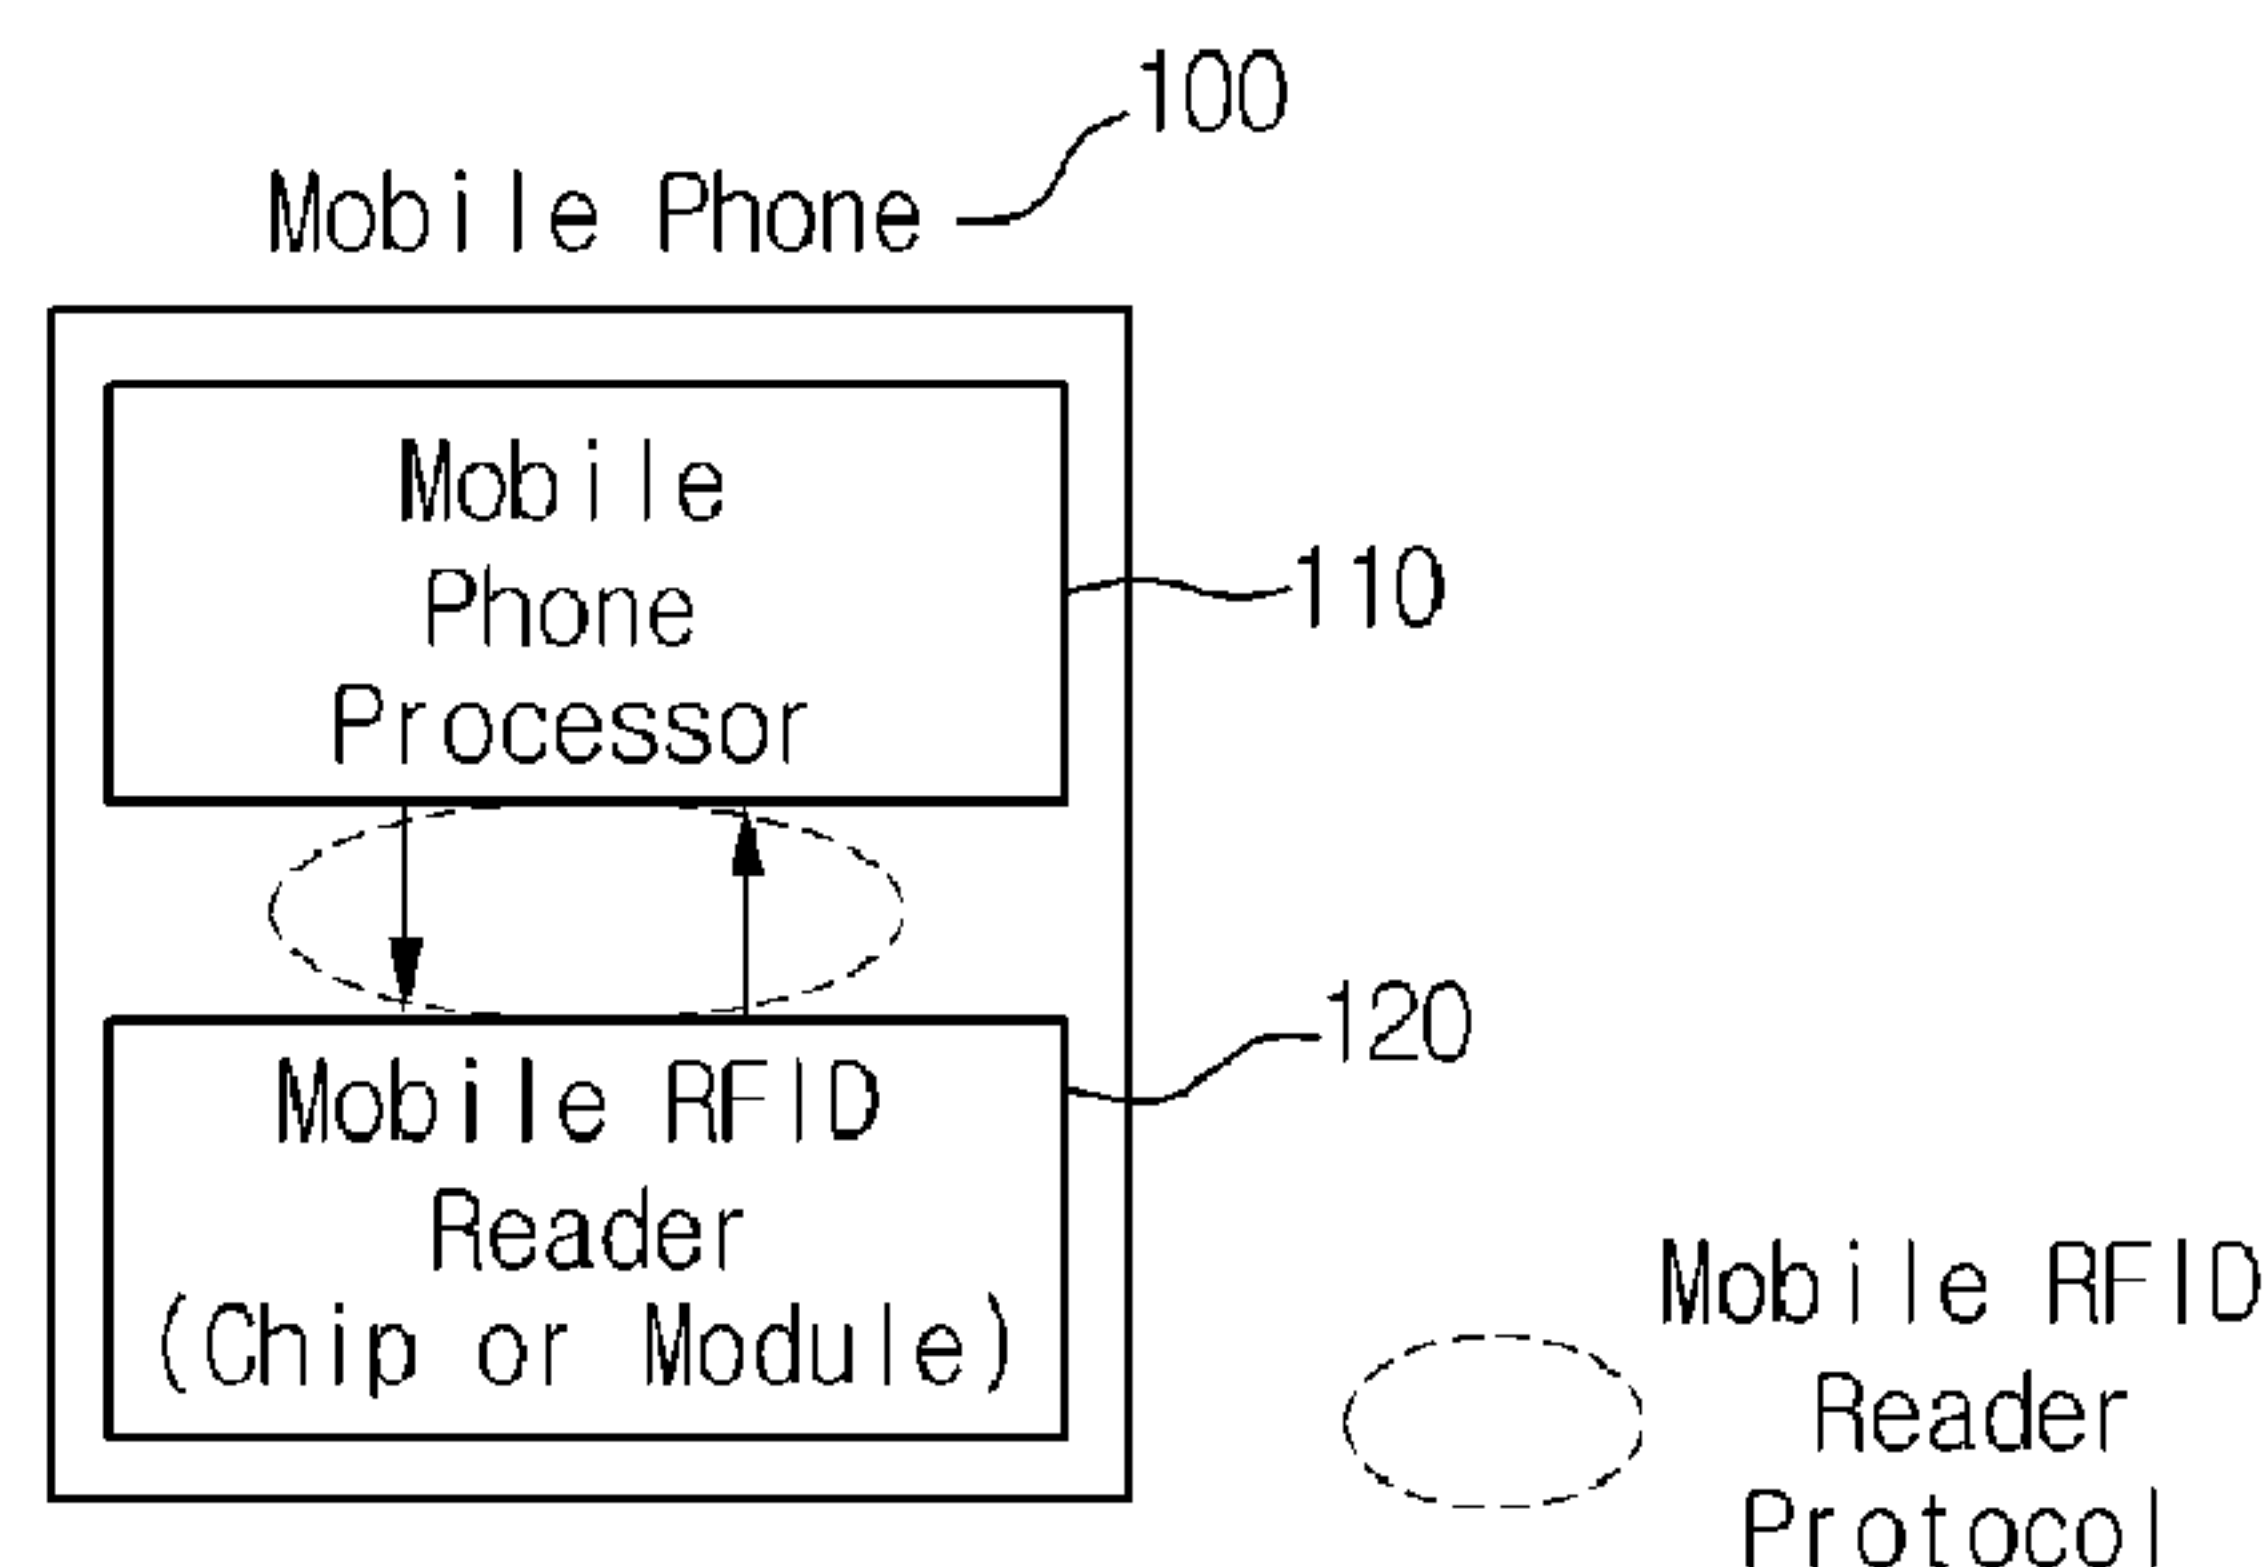 100
Mobile Phone
Mobile
Phone
Processor
110
120
Mobile RFID
Reader
(Chip or Module)
Mobile RFID
Reader
Protocol